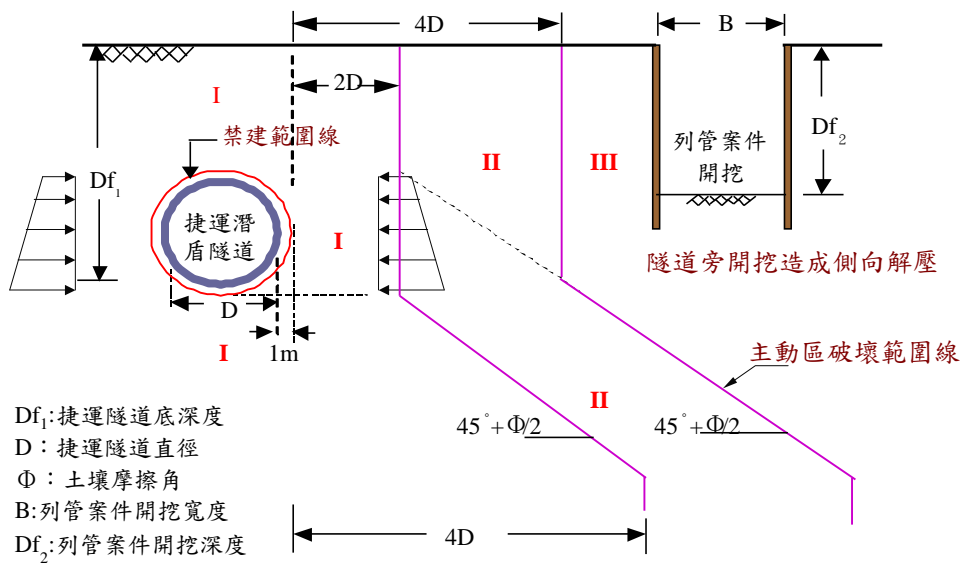 4D
B
2D
I
禁建範圍線
Df₁
II
III
列管案件
開挖
Df₂
捷運潛
盾隧道
I
隧道旁開挖造成側向解壓
D
I
1m
主動區破壞範圍線
II
45°+Φ/2
45°+Φ/2
Df₁:捷運隧道底深度
D：捷運隧道直徑
Φ：土壤摩擦角
B:列管案件開挖寬度
Df₂:列管案件開挖深度
4D